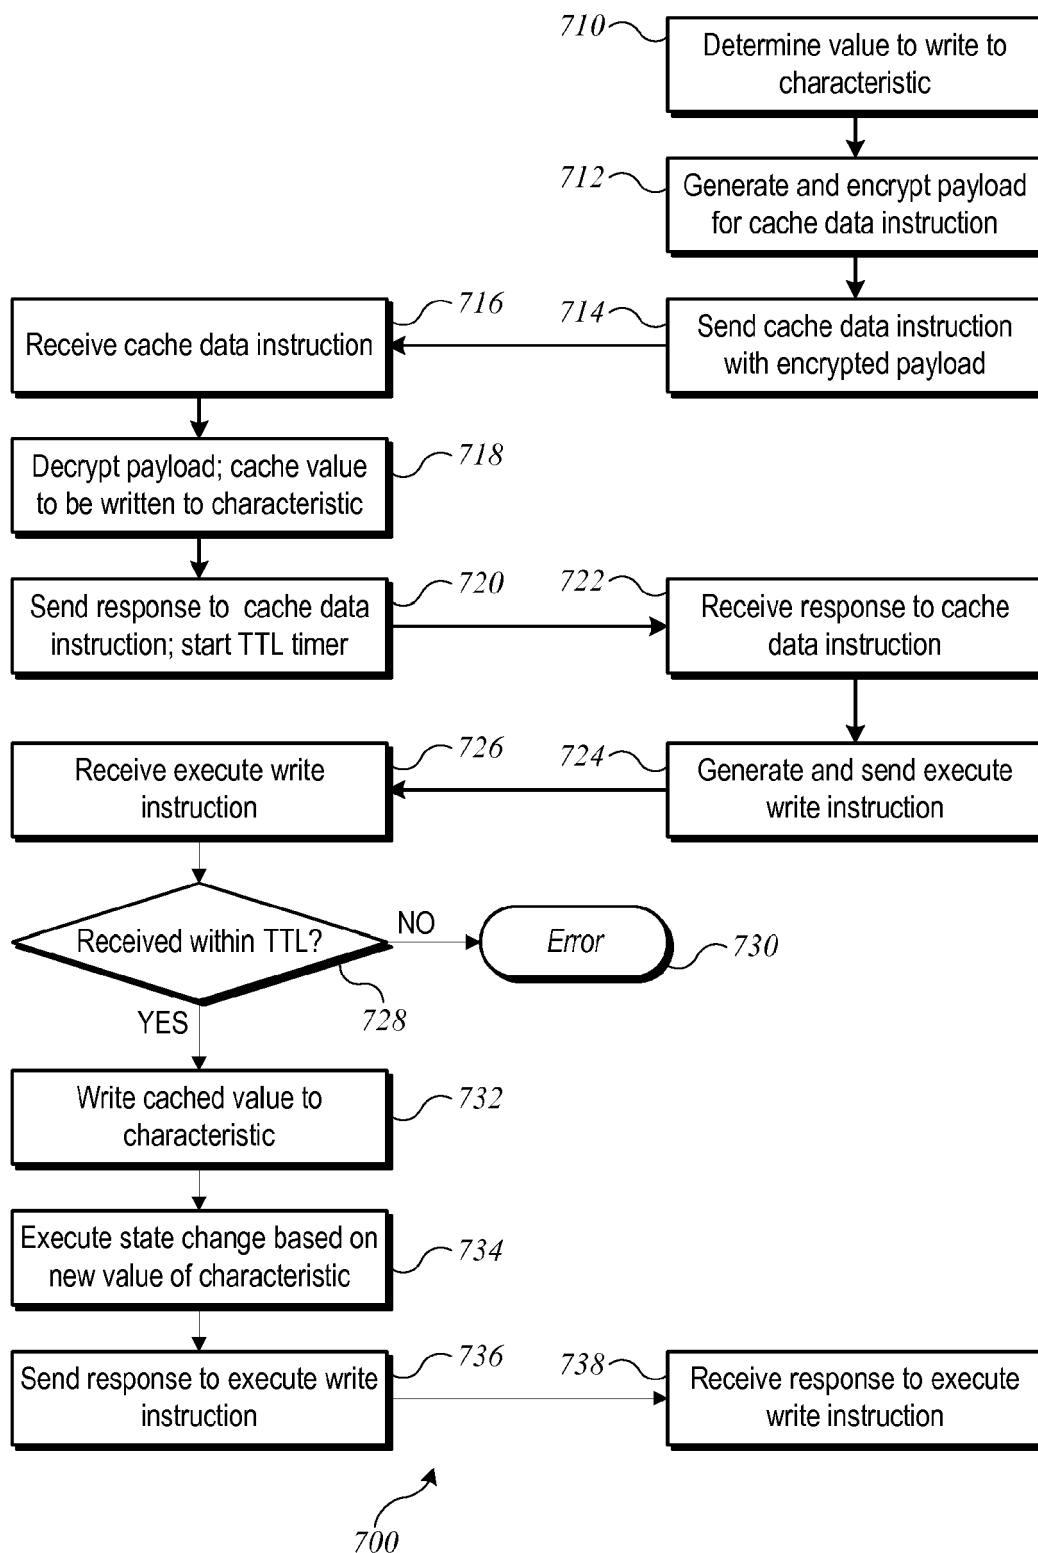 710
Determine value to write to
characteristic
712
Generate and encrypt payload
for cache data instruction
714
Send cache data instruction
with encrypted payload
716
Receive cache data instruction
718
Decrypt payload; cache value
to be written to characteristic
720
Send response to cache data
instruction; start TTL timer
722
Receive response to cache
data instruction
724
Generate and send execute
write instruction
726
Receive execute write
instruction
Received within TTL?
728
NO
Error
730
YES
Write cached value to
characteristic
732
Execute state change based on
new value of characteristic
734
Send response to execute write
instruction
736
738
Receive response to execute
write instruction
700